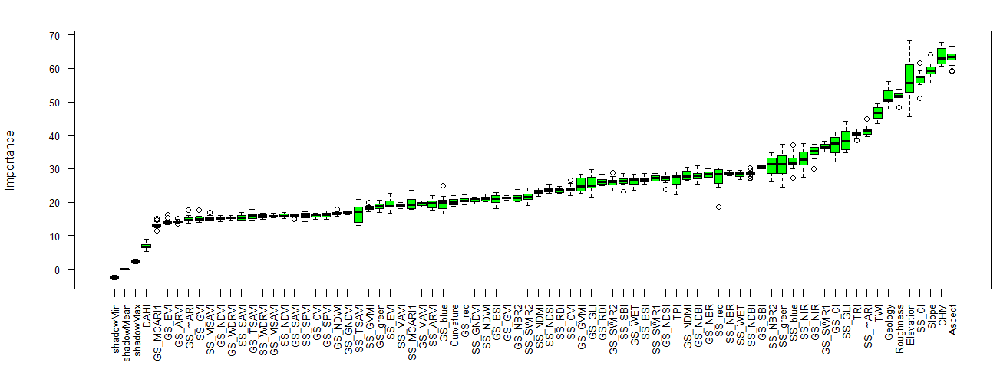 Importance
70
60
50
40
30
20
10
0
shadowMin
shadowMean
shadowMax
DAHI
GS_MCARI1
GS_EVI
GS_ARVI
GS_mARI
SS_GVI
SS_MSAVI
GS_NDVI
GS_WDRVI
SS_SAVI
GS_TSAVI
SS_WDRVI
GS_MSAVI
SS_NDVI
GS_SAVI
SS_SPVI
GS_CVI
GS_SPVI
GS_NDWI
GS_GNDVI
SS_TSAVI
SS_GVMI
GS_green
SS_EVI
SS_MAVI
SS_MCARI1
GS_MAVI
SS_ARVI
GS_blue
Curvature
GS_red
SS_GNDVI
SS_NDWI
GS_BSI
GS_GVI
GS_NBR2
SS_SWIR2
SS_NDMI
SS_NDSI
SS_RDI
SS_CVI
GS_GVMI
GS_GLI
GS_RDI
GS_SWIR2
SS_SBI
GS_WET
SS_BSI
SS_SWIR1
GS_NDSI
TPI
GS_NDMI
GS_NDBI
GS_NBR
SS_red
SS_NBR
SS_WET
SS_NDBI
GS_SBI
SS_NBR2
SS_green
SS_blue
SS_NIR
GS_NIR
GS_SWIR1
GS_CI
SS_GLI
TRI
SS_mARI
TWI
Geology
Roughness
Elevation
SS_CI
Slope
CHM
Aspect